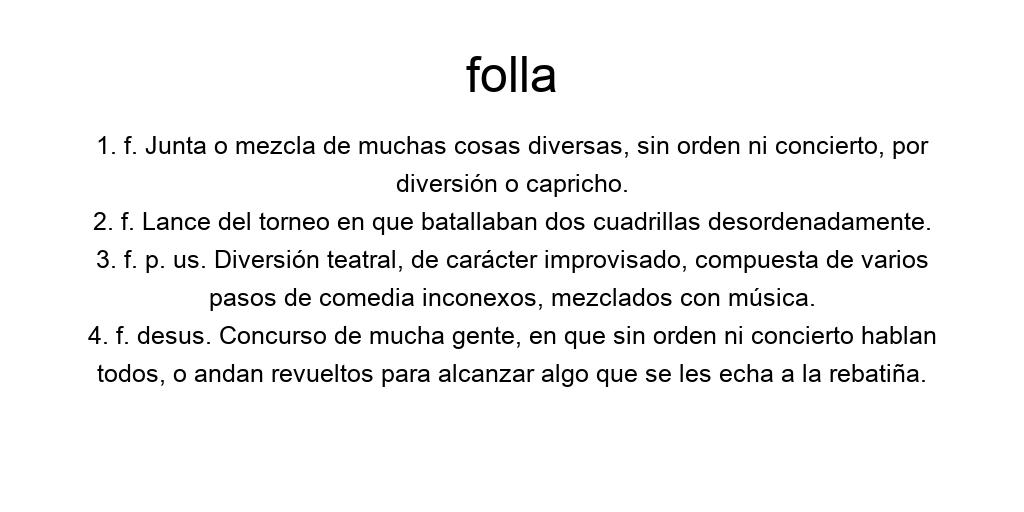 folla
1. f. Junta o mezcla de muchas cosas diversas, sin orden ni concierto, por
diversión o capricho.
2. f. Lance del torneo en que batallaban dos cuadrillas desordenadamente.
3. f. p. us. Diversión teatral, de carácter improvisado, compuesta de varios
pasos de comedia inconexos, mezclados con música.
4. f. desus. Concurso de mucha gente, en que sin orden ni concierto hablan
todos, o andan revueltos para alcanzar algo que se les echa a la rebatiña.